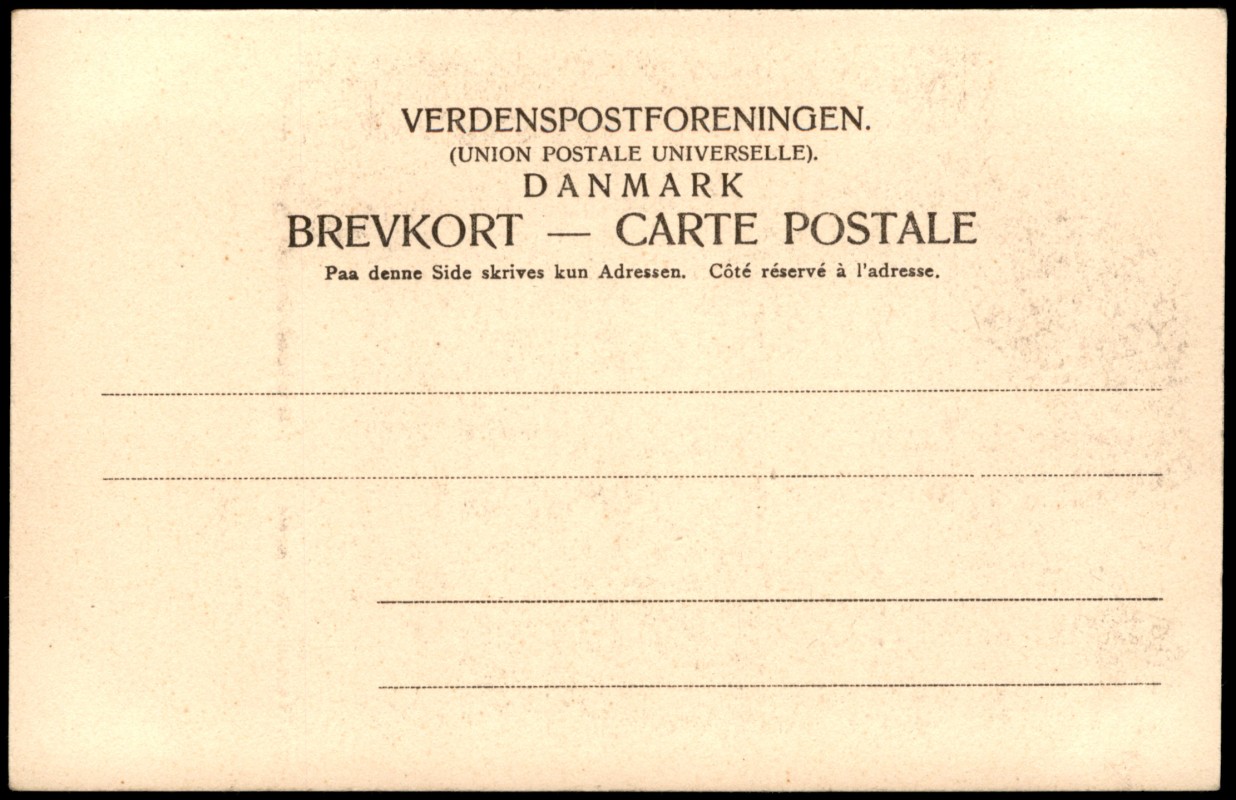 VERDENSPOSTFORENINGEN.
(UNION POSTALE UNIVERSELLE).
DANMARK
BREVKORT — CARTE POSTALE
Paa denne Side skrives kun Adressen. Côté réservé à l'adresse.